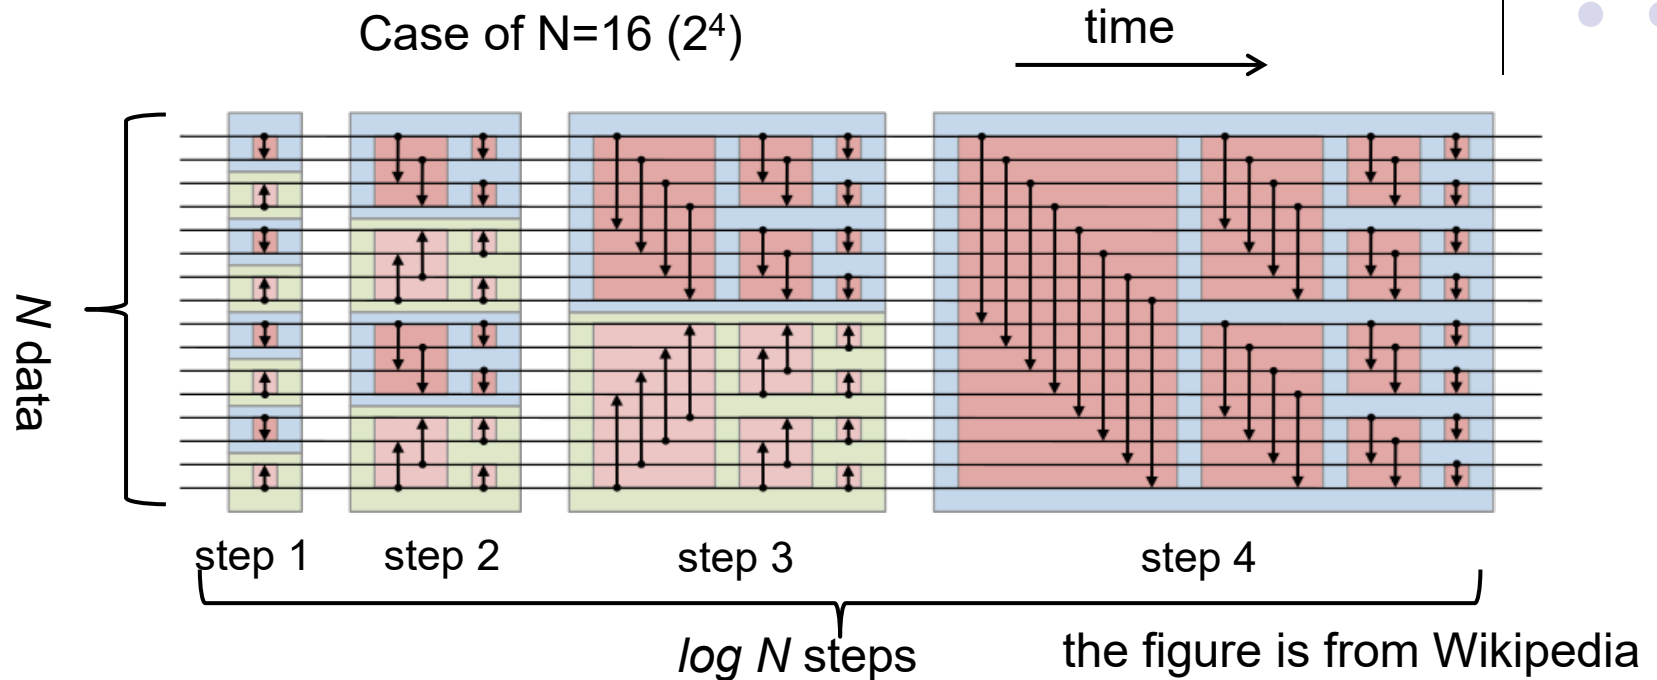 Case of N=16 (2⁴)
time
N data
step 1
step 2
step 3
step 4
log N steps
the figure is from Wikipedia